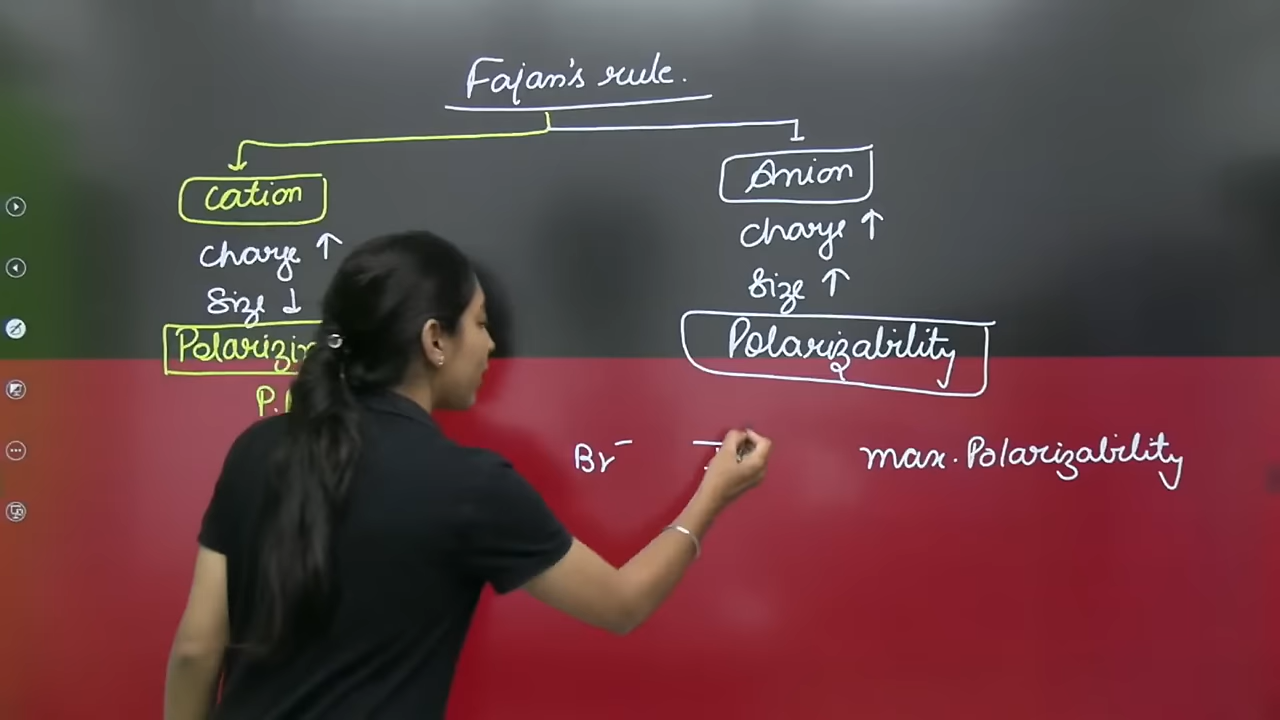 Fajan's rule.
Cation
Charge ↑
Size ↓
P.
Anion
Charge ↑
Size ↑
Polarizability
Br⁻
max. Polarizability